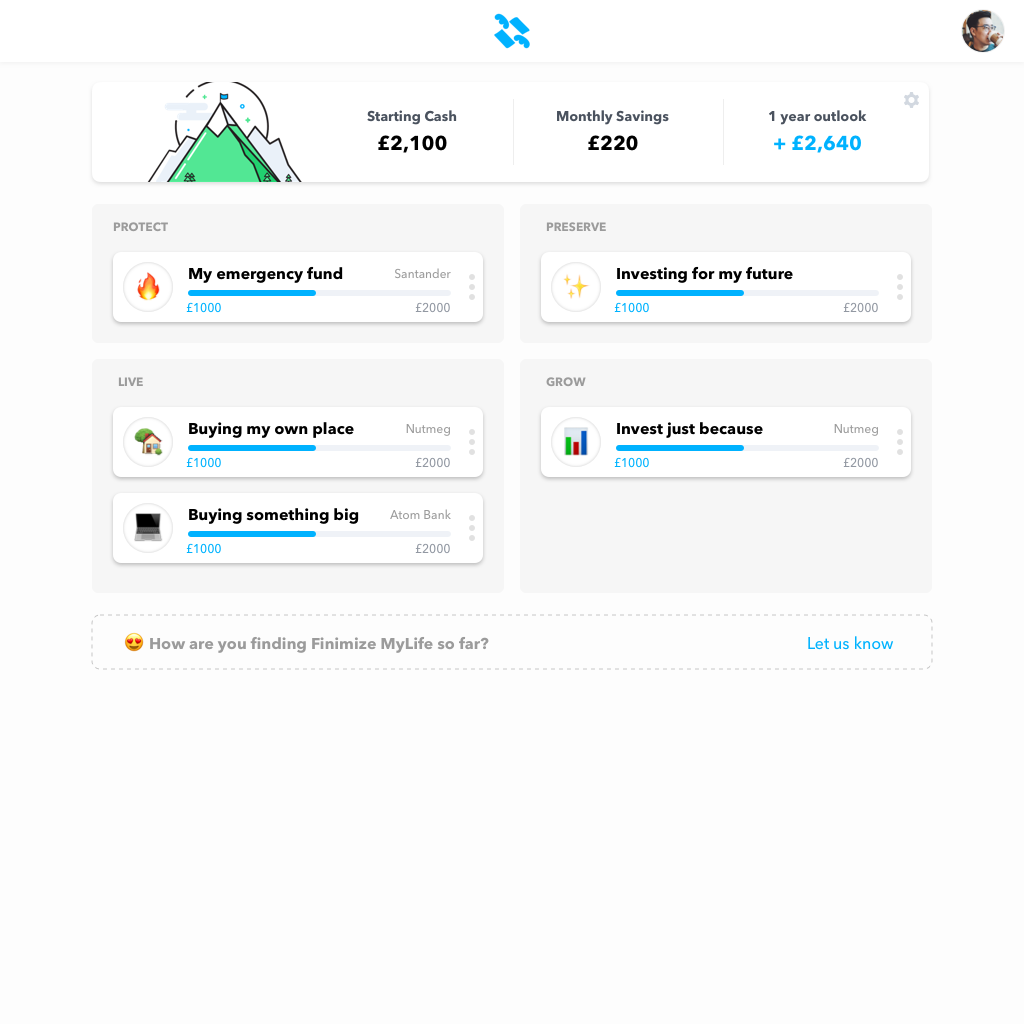 Starting Cash
£2,100
Monthly Savings
£220
1 year outlook
+ £2,640
PROTECT
My emergency fund
Santander
£1000
£2000
PRESERVE
Investing for my future
£1000
£2000
LIVE
Buying my own place
Nutmeg
£1000
£2000
Buying something big
Atom Bank
£1000
£2000
GROW
Invest just because
Nutmeg
£1000
£2000
😍 How are you finding Finimize MyLife so far?
Let us know